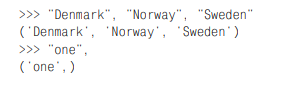 >>> "Denmark", "Norway", "Sweden"
('Denmark', 'Norway', 'Sweden')
>>> "one",
('one',)